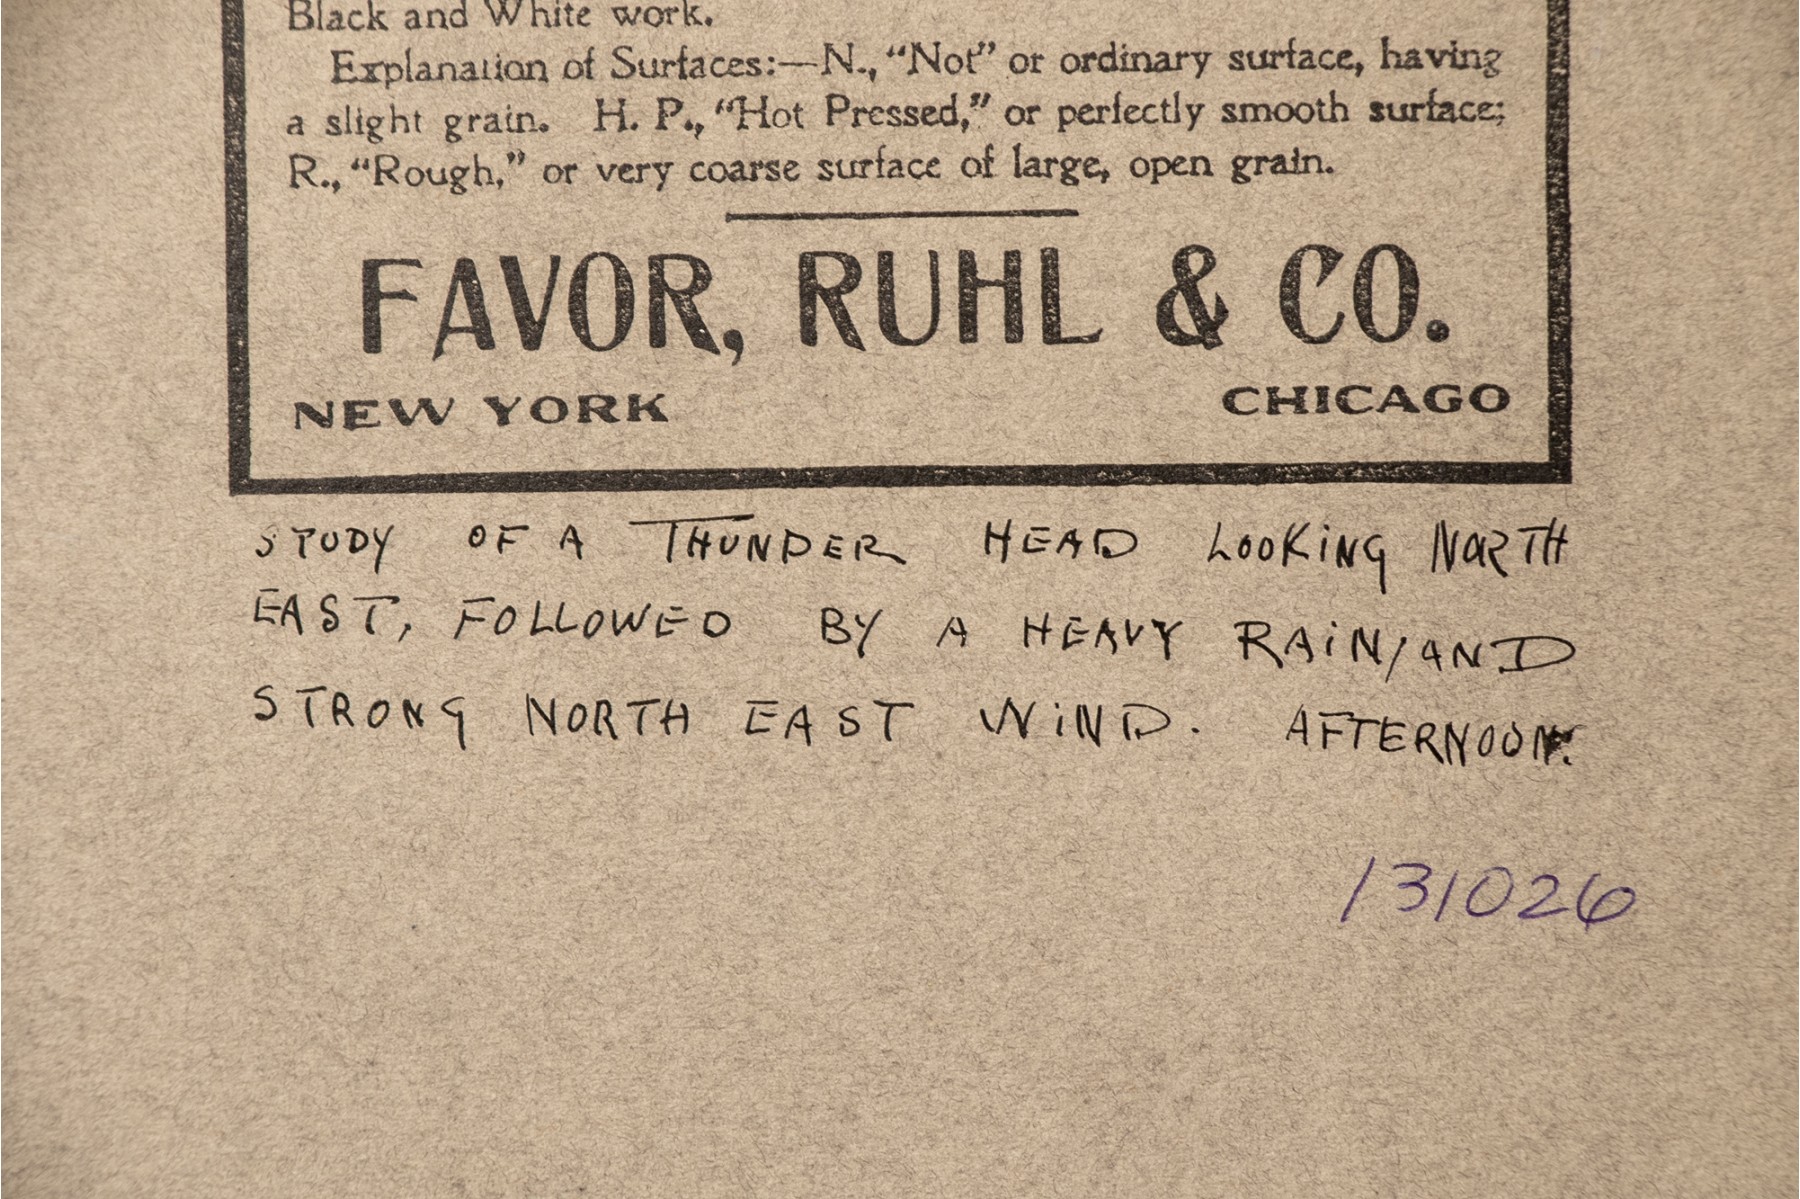 Black and White work.
Explanation of Surfaces:—N., “Not” or ordinary surface, having
a slight grain. H. P., “Hot Pressed,” or perfectly smooth surface;
R., “Rough,” or very coarse surface of large, open grain.
FAVOR, RUHL & CO.
NEW YORK CHICAGO
STUDY OF A THUNDER HEAD LOOKiNG NORTH
EAST, FOLLOWED BY A HEAVY RAiN, AND
STRONG NORTH EAST WiND. AFTERNOON.
131026